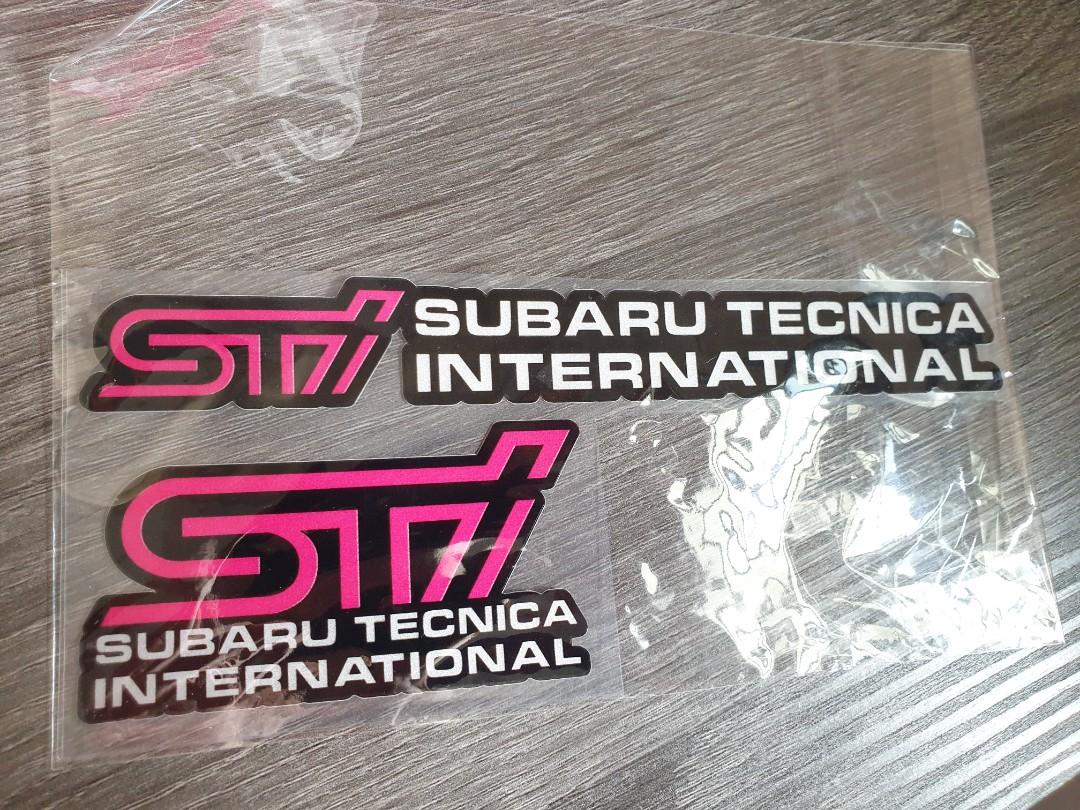 STI
SUBARU TECNICA
INTERNATIONAL
STI
SUBARU TECNICA
INTERNATIONAL